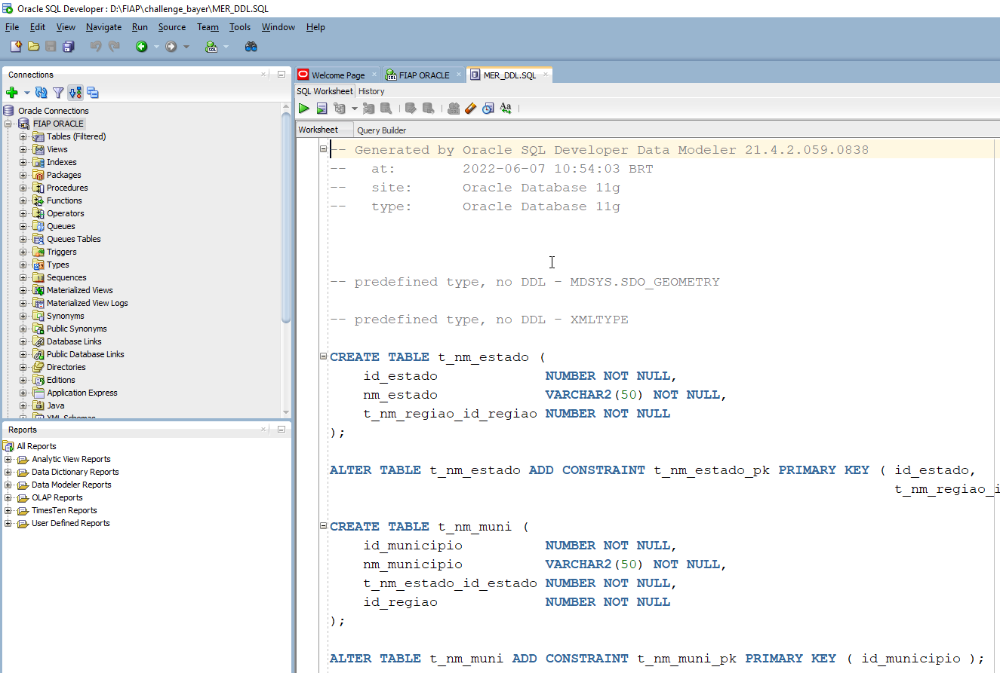 Oracle SQL Developer : D:\FIAP\challenge_bayer\MER_DDL.SQL
File Edit View Navigate Run Source Team Tools Window Help
Connections
Oracle Connections
FIAP ORACLE
Tables (Filtered)
Views
Indexes
Packages
Procedures
Functions
Operators
Queues
Queues Tables
Triggers
Types
Sequences
Materialized Views
Materialized View Logs
Synonyms
Public Synonyms
Database Links
Public Database Links
Directories
Editions
Application Express
Java
XML Schemas
Reports
All Reports
Analytic View Reports
Data Dictionary Reports
Data Modeler Reports
OLAP Reports
TimesTen Reports
User Defined Reports
Welcome Page FIAP ORACLE MER_DDL.SQL
SQL Worksheet History
Worksheet Query Builder
-- Generated by Oracle SQL Developer Data Modeler 21.4.2.059.0838
-- at: 2022-06-07 10:54:03 BRT
-- site: Oracle Database 11g
-- type: Oracle Database 11g
-- predefined type, no DDL - MDSYS.SDO_GEOMETRY
-- predefined type, no DDL - XMLTYPE
CREATE TABLE t_nm_estado (
id_estado NUMBER NOT NULL,
nm_estado VARCHAR2(50) NOT NULL,
t_nm_regiao_id_regiao NUMBER NOT NULL
);
ALTER TABLE t_nm_estado ADD CONSTRAINT t_nm_estado_pk PRIMARY KEY ( id_estado,
t_nm_regiao_i
CREATE TABLE t_nm_muni (
id_municipio NUMBER NOT NULL,
nm_municipio VARCHAR2(50) NOT NULL,
t_nm_estado_id_estado NUMBER NOT NULL,
id_regiao NUMBER NOT NULL
);
ALTER TABLE t_nm_muni ADD CONSTRAINT t_nm_muni_pk PRIMARY KEY ( id_municipio );